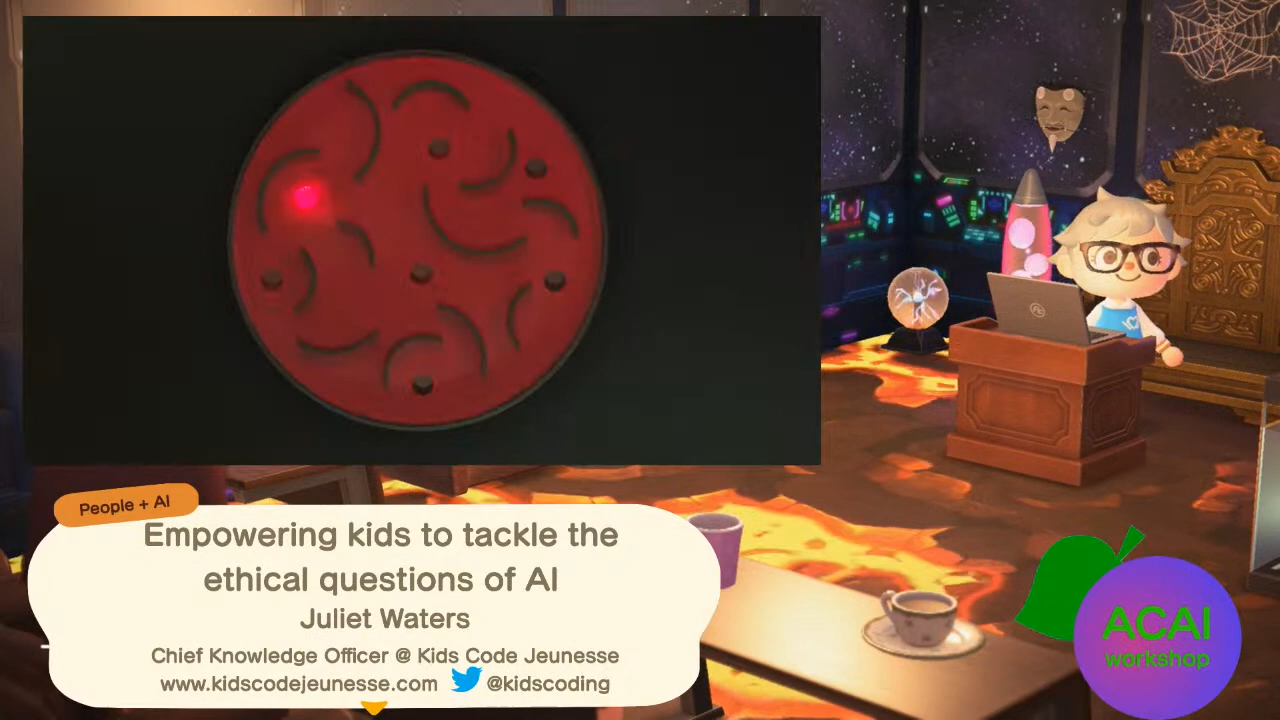 People + AI
Empowering kids to tackle the
ethical questions of AI
Juliet Waters
Chief Knowledge Officer @ Kids Code Jeunesse
www.kidscodejeunesse.com @kidscoding
ACAI
workshop